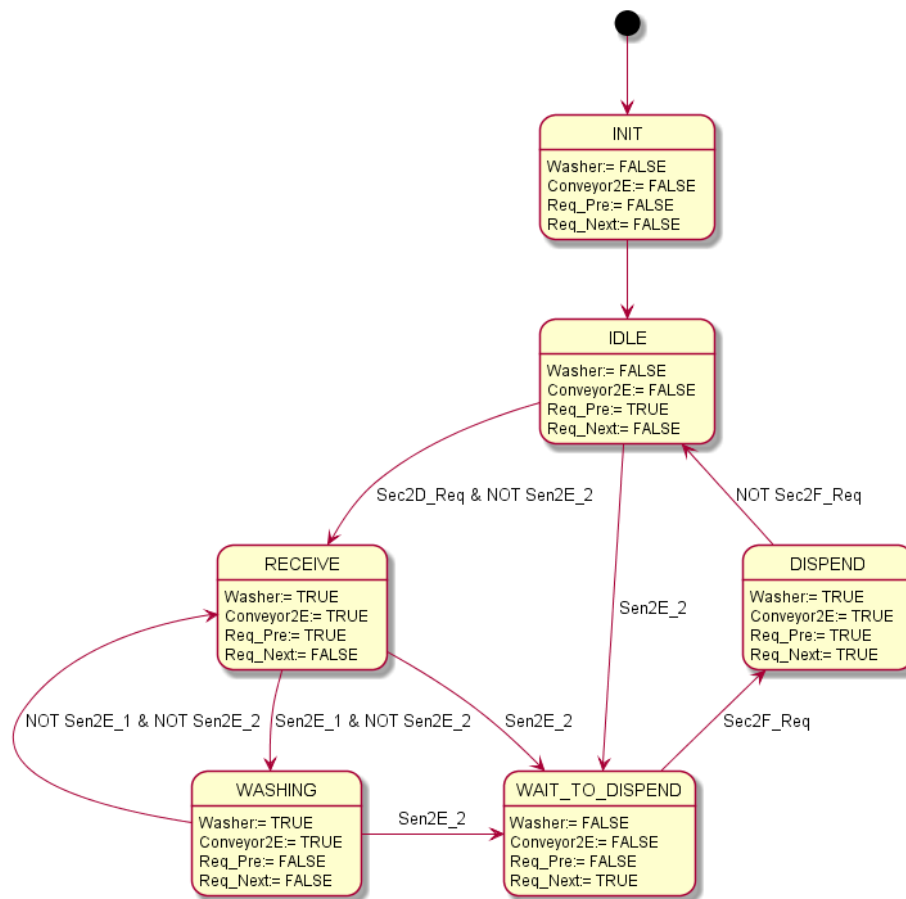 INIT
Washer:= FALSE
Conveyor2E:= FALSE
Req_Pre:= FALSE
Req_Next:= FALSE
IDLE
Washer:= FALSE
Conveyor2E:= FALSE
Req_Pre:= TRUE
Req_Next:= FALSE
Sec2D_Req & NOT Sen2E_2
NOT Sec2F_Req
RECEIVE
Washer:= TRUE
Conveyor2E:= TRUE
Req_Pre:= TRUE
Req_Next:= FALSE
Sen2E_2
DISPEND
Washer:= TRUE
Conveyor2E:= TRUE
Req_Pre:= TRUE
Req_Next:= TRUE
NOT Sen2E_1 & NOT Sen2E_2
Sen2E_1 & NOT Sen2E_2
Sen2E_2
Sec2F_Req
WASHING
Washer:= TRUE
Conveyor2E:= TRUE
Req_Pre:= FALSE
Req_Next:= FALSE
Sen2E_2
WAIT_TO_DISPEND
Washer:= FALSE
Conveyor2E:= FALSE
Req_Pre:= FALSE
Req_Next:= TRUE